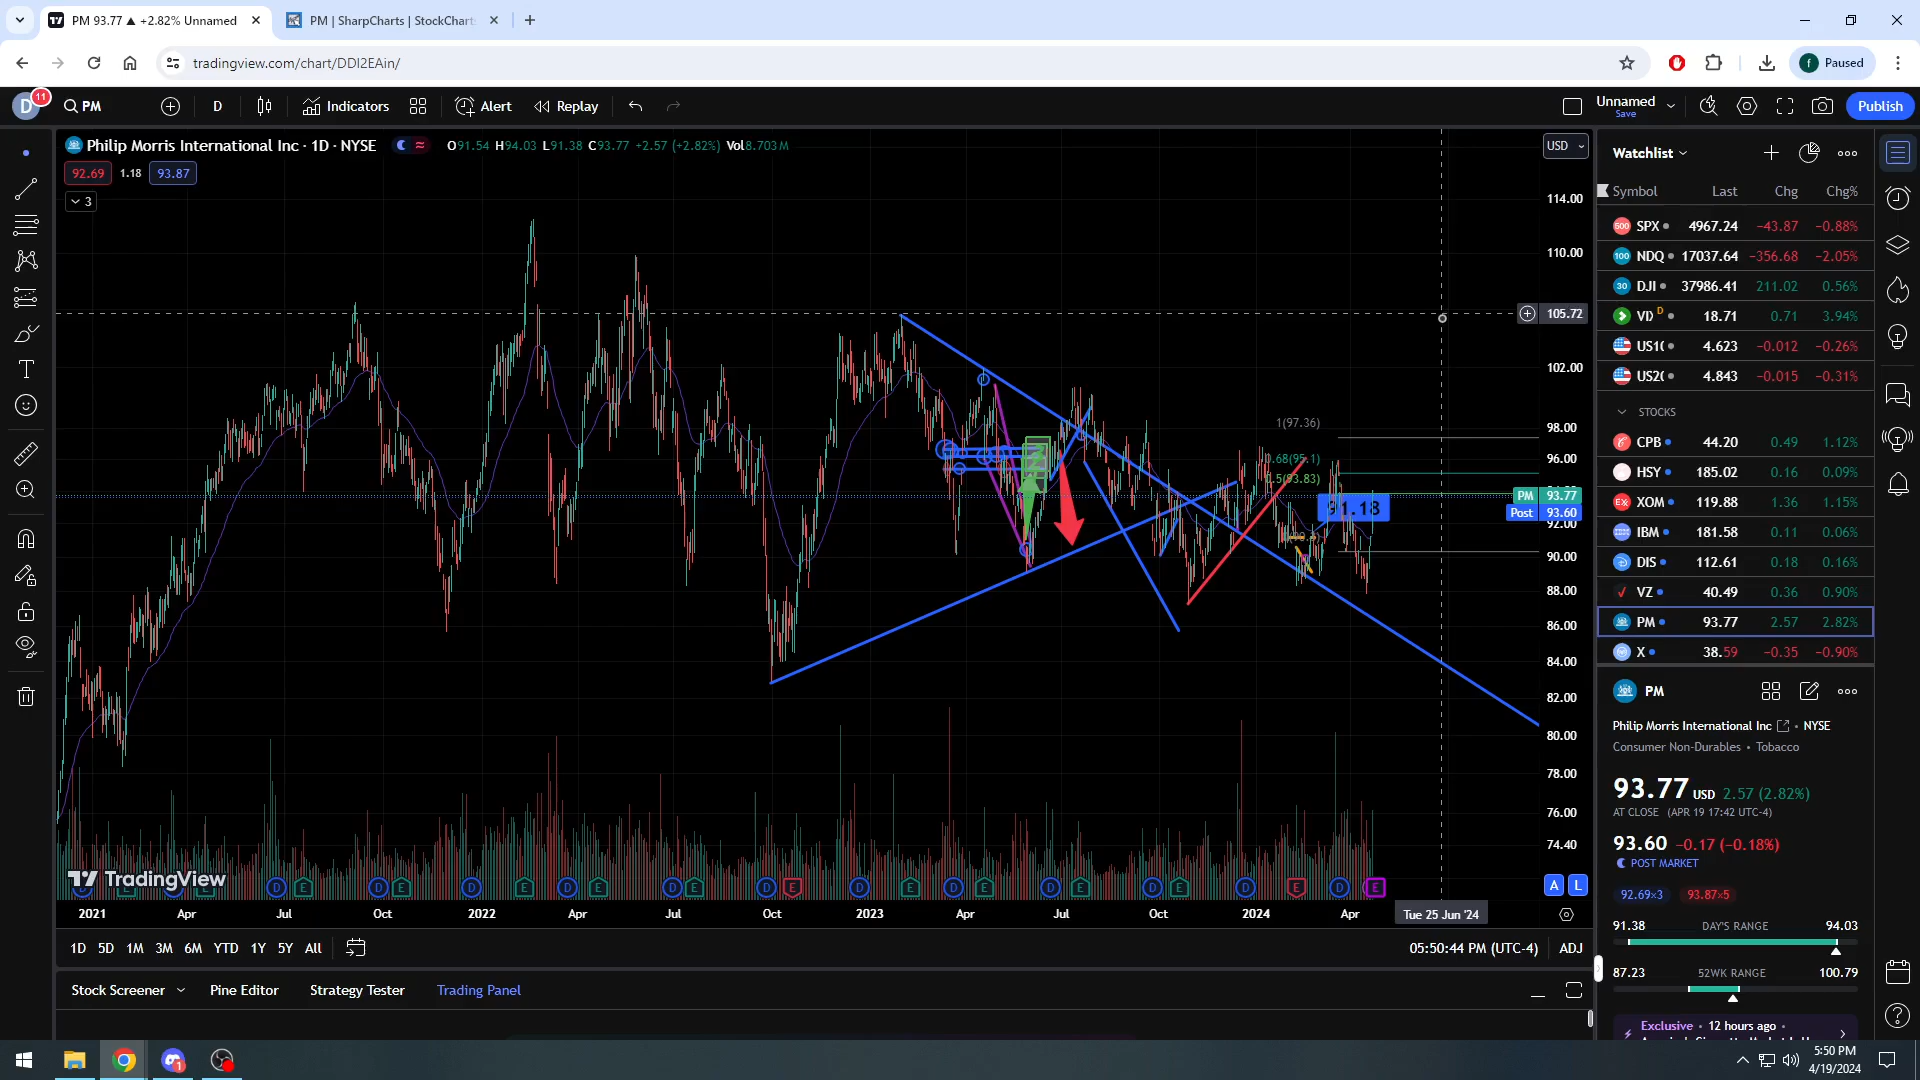 PM 93.77 ▲ +2.82% Unnamed
PM | SharpCharts | StockChart
tradingview.com/chart/DDI2EAin/
Paused
D 11
PM
D
Indicators
Alert
Replay
Unnamed
Save
Publish
Philip Morris International Inc · 1D · NYSE
O91.54 H94.03 L91.38 C93.77 +2.57 (+2.82%) Vol8.703M
92.69 1.18 93.87
3
USD
114.00
110.00
105.72
102.00
98.00
96.00
PM 93.77
Post 93.60
92.00
90.00
88.00
86.00
84.00
82.00
80.00
78.00
76.00
74.40
1(97.36)
0.68(95.1)
0.5(93.83)
91.18
TradingView
A L
2021 Apr Jul Oct 2022 Apr Jul Oct 2023 Apr Jul Oct 2024 Apr Tue 25 Jun '24
1D 5D 1M 3M 6M YTD 1Y 5Y All
05:50:44 PM (UTC-4) ADJ
Stock Screener Pine Editor Strategy Tester Trading Panel
Watchlist
Symbol Last Chg Chg%
SPX 4967.24 −43.87 −0.88%
NDQ 17037.64 −356.68 −2.05%
DJI 37986.41 211.02 0.56%
VI D 18.71 0.71 3.94%
US1( 4.623 −0.012 −0.26%
US2( 4.843 −0.015 −0.31%
STOCKS
CPB 44.20 0.49 1.12%
HSY 185.02 0.16 0.09%
XOM 119.88 1.36 1.15%
IBM 181.58 0.11 0.06%
DIS 112.61 0.18 0.16%
VZ 40.49 0.36 0.90%
PM 93.77 2.57 2.82%
X 38.59 −0.35 −0.90%
PM
Philip Morris International Inc • NYSE
Consumer Non-Durables • Tobacco
93.77 USD 2.57 (2.82%)
AT CLOSE (APR 19 17:42 UTC-4)
93.60 −0.17 (−0.18%)
POST MARKET
92.69×3 93.87×5
91.38 DAY'S RANGE 94.03
87.23 52WK RANGE 100.79
Exclusive • 12 hours ago •
5:50 PM
4/19/2024